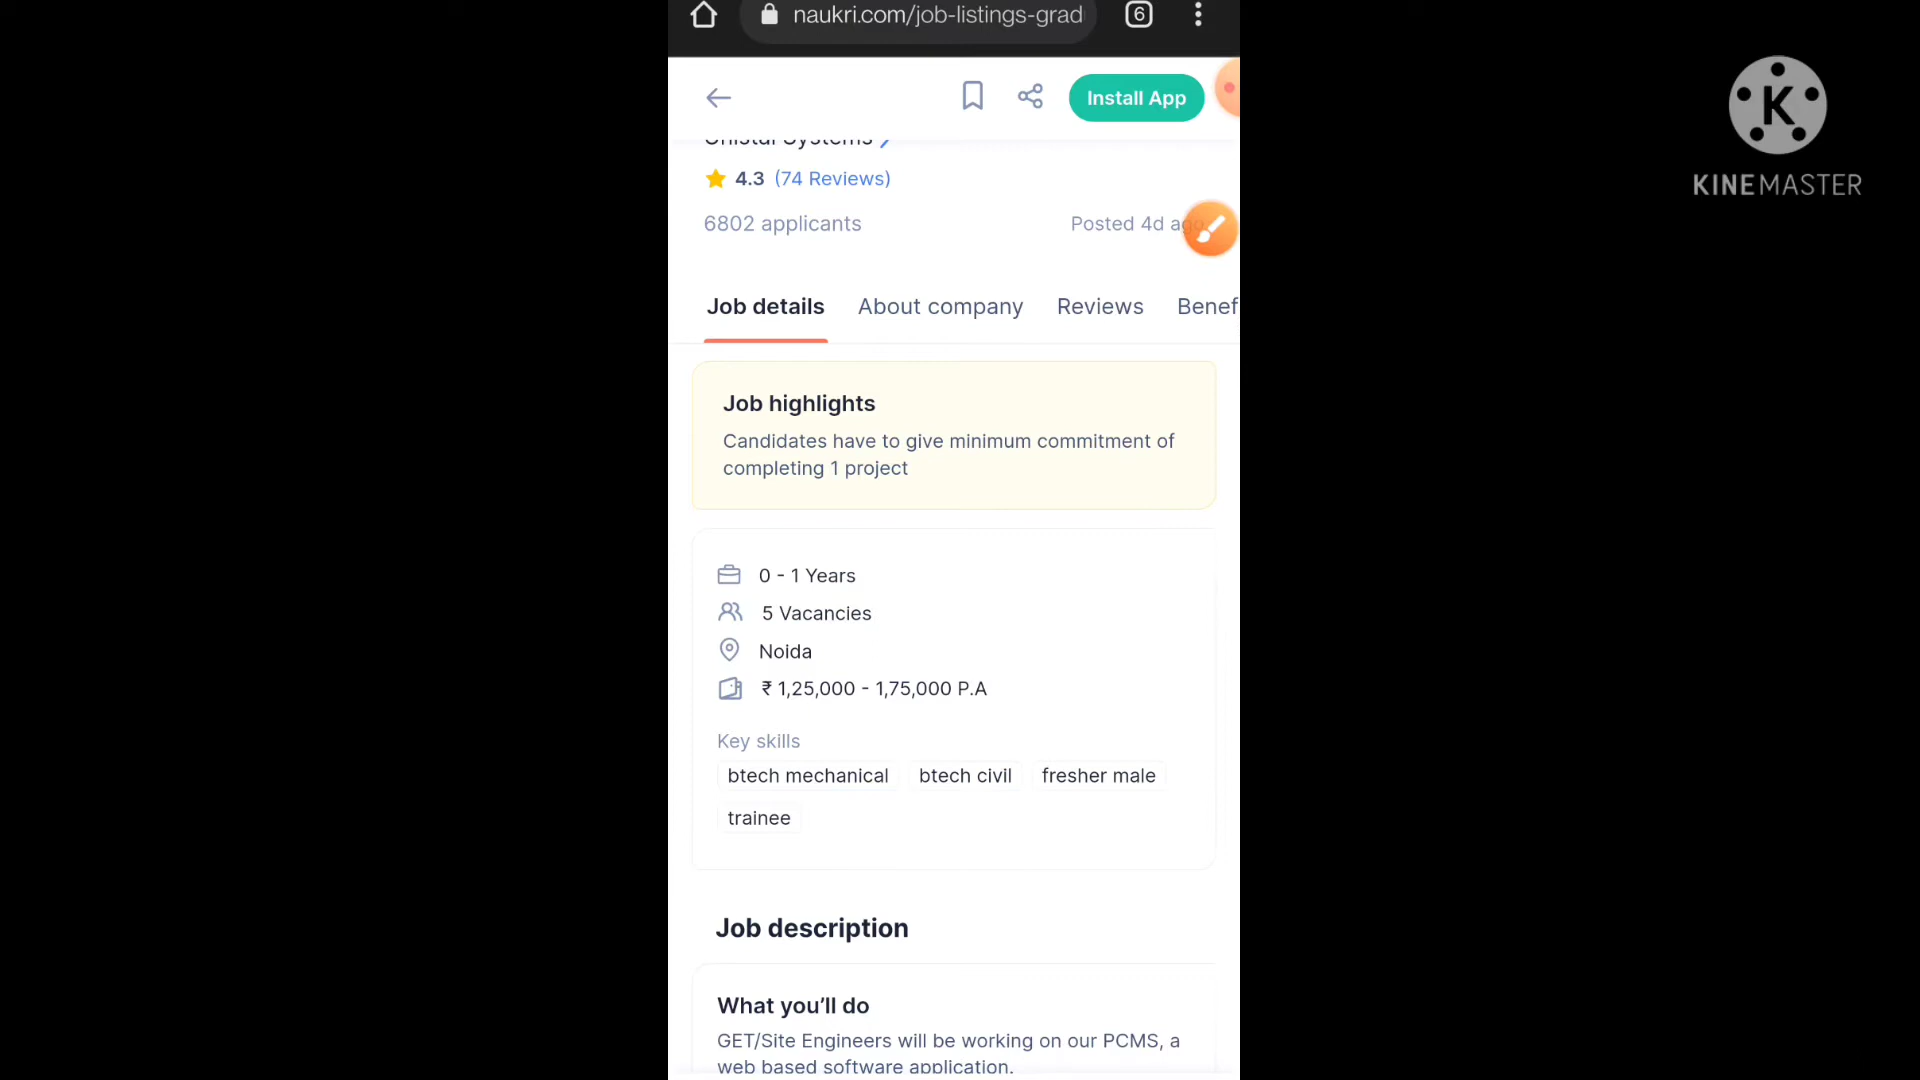 naukri.com/job-listings-grad
6
Install App
Unistal Systems
4.3 (74 Reviews)
6802 applicants
Posted 4d ago
Job details About company Reviews Benef
Job highlights
Candidates have to give minimum commitment of
completing 1 project
0 - 1 Years
5 Vacancies
Noida
₹ 1,25,000 - 1,75,000 P.A
Key skills
btech mechanical btech civil fresher male
trainee
Job description
What you’ll do
GET/Site Engineers will be working on our PCMS, a
web based software application.
K
KINEMASTER